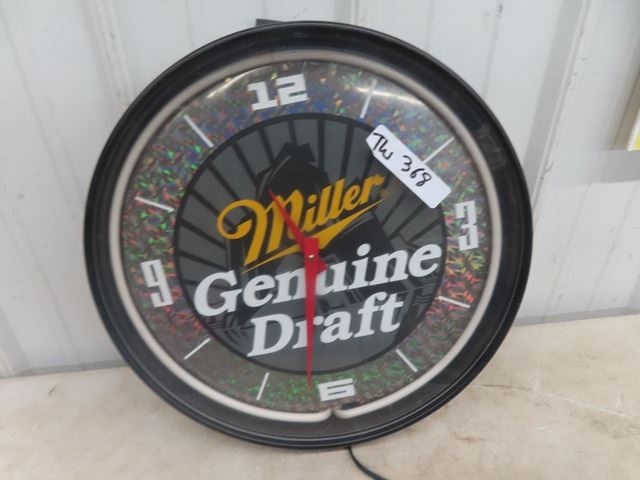 12
TW 368
Miller
3
9
Genuine
Draft
6